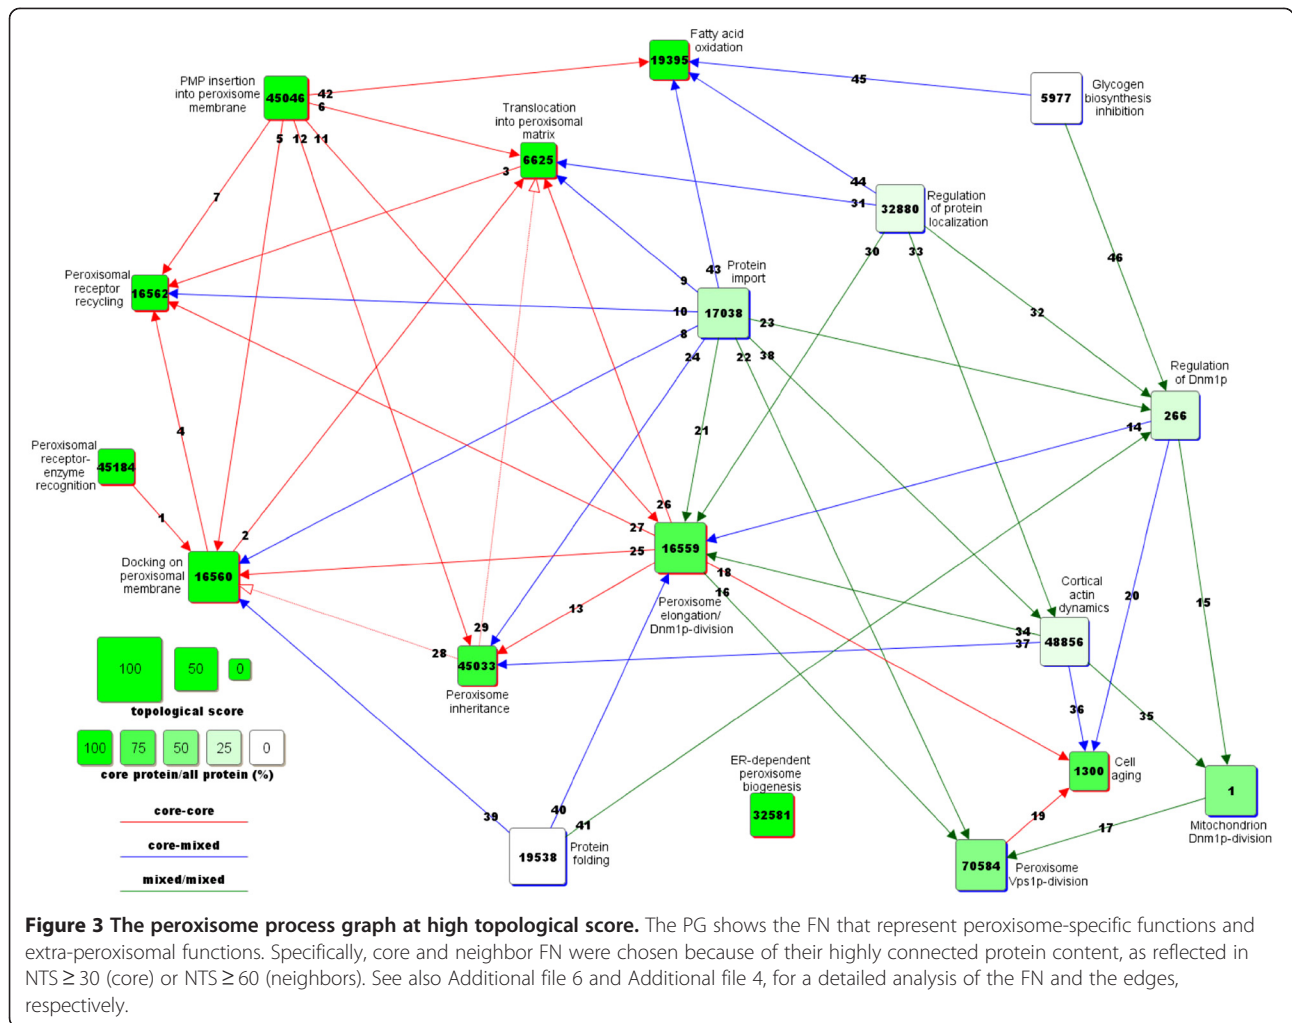 Fatty acid
oxidation
19395
PMP insertion
into peroxisome
membrane
45046
42
6
5
12
11
45
5977
Glycogen
biosynthesis
inhibition
Translocation
into peroxisomal
matrix
6625
3
7
44
31
32880
Regulation
of protein
localization
30
33
46
Peroxisomal
receptor
recycling
16562
43
Protein
import
9
10
8
17038
23
24
22
38
32
Regulation
of Dnm1p
266
14
21
4
Peroxisomal
receptor-
enzyme
recognition
45184
1
2
26
27
25
16559
18
16
Peroxisome
elongation/
Dnm1p-division
Docking on
peroxisomal
membrane
16560
13
Cortical
actin
dynamics
34
37
48856
20
15
29
28
45033
Peroxisome
inheritance
36
35
100
50
0
topological score
100
75
50
25
0
core protein/all protein (%)
core-core
core-mixed
mixed/mixed
ER-dependent
peroxisome
biogenesis
32581
1300
Cell
aging
1
Mitochondrion
Dnm1p-division
19
17
39
40
41
19538
Protein
folding
70584
Peroxisome
Vps1p-division
Figure 3 The peroxisome process graph at high topological score. The PG shows the FN that represent peroxisome-specific functions and
extra-peroxisomal functions. Specifically, core and neighbor FN were chosen because of their highly connected protein content, as reflected in
NTS ≥ 30 (core) or NTS ≥ 60 (neighbors). See also Additional file 6 and Additional file 4, for a detailed analysis of the FN and the edges,
respectively.